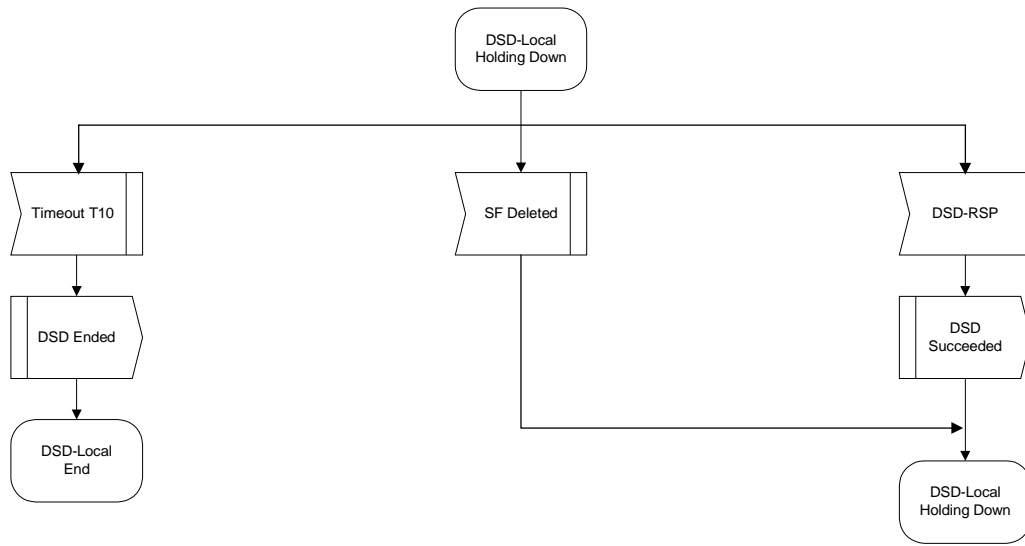 DSD-Local
Holding Down
Timeout T10
SF Deleted
DSD-RSP
DSD Ended
DSD
Succeeded
DSD-Local
End
DSD-Local
Holding Down